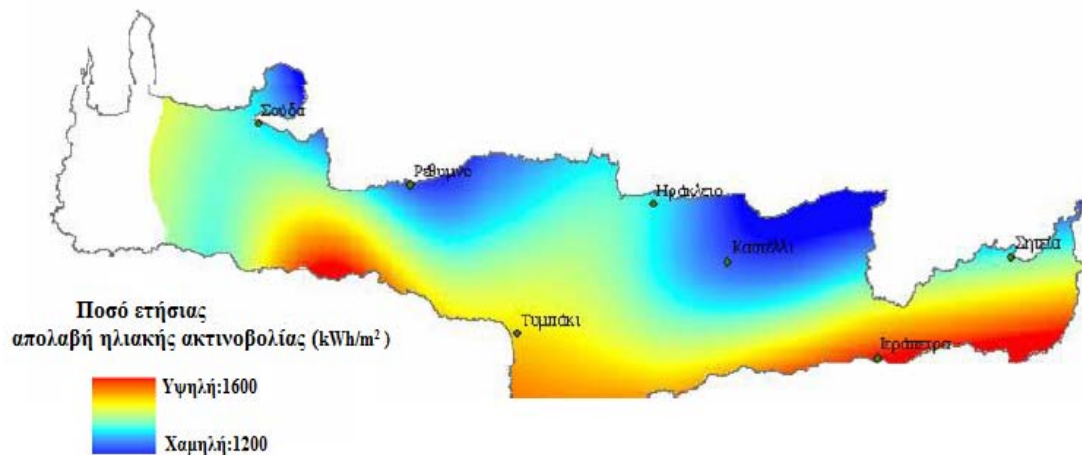 Σούδα
Ρέθυμνο
Ηράκλειο
Καστέλλι
Σητεία
Τυμπάκι
Ιεράπετρα
Ποσό ετήσιας
απολαβή ηλιακής ακτινοβολίας (kWh/m²)
Υψηλή:1600
Χαμηλή:1200